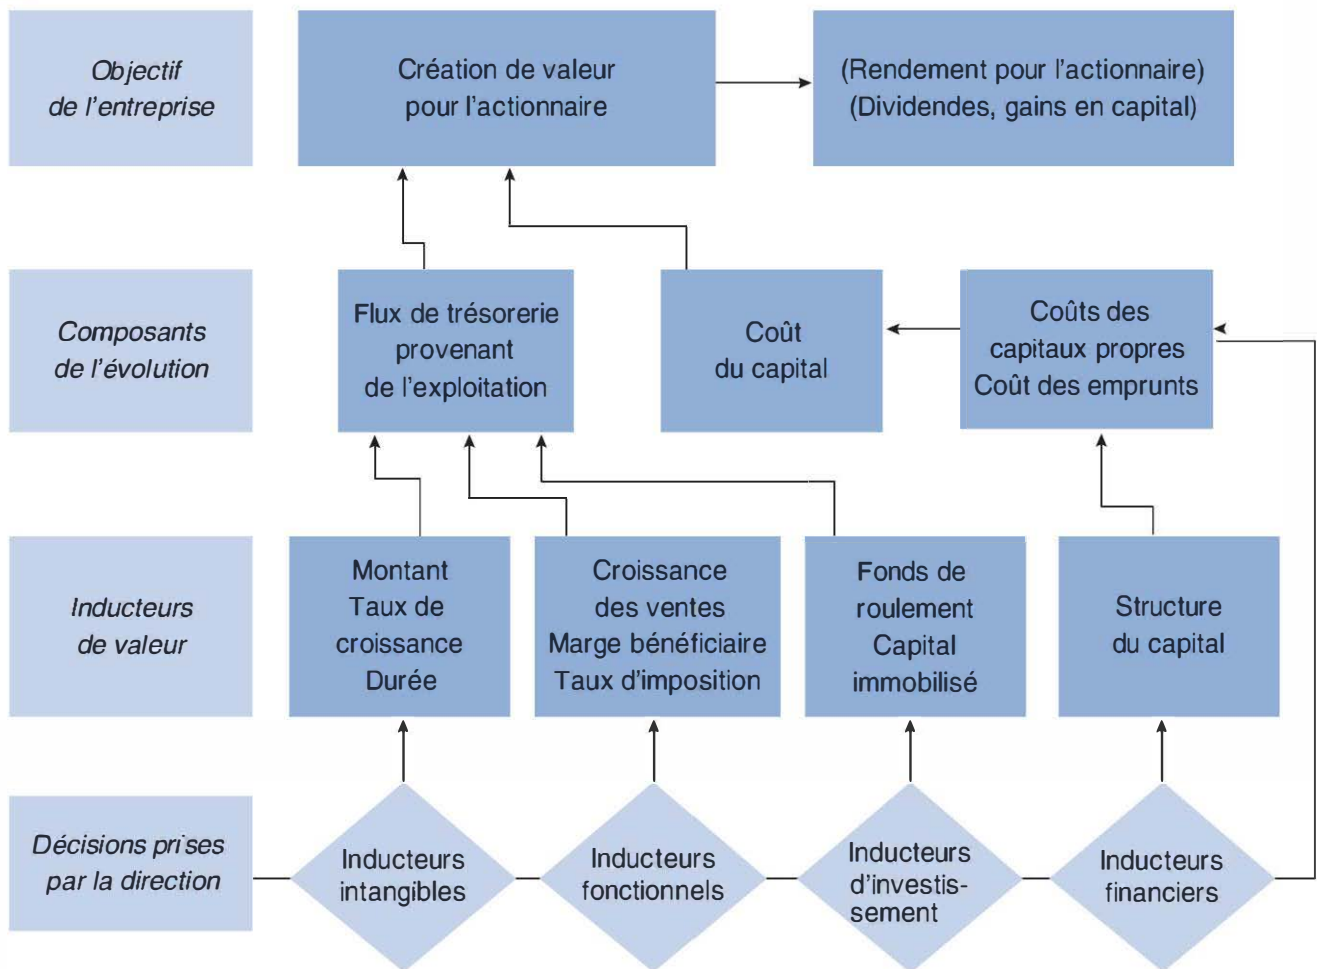 Objectif
de l'entreprise
Création de valeur
pour l'actionnaire
(Rendement pour l'actionnaire)
(Dividendes, gains en capital)
Composants
de l'évolution
Flux de trésorerie
provenant
de l'exploitation
Coût
du capital
Coûts des
capitaux propres
Coût des emprunts
Inducteurs
de valeur
Montant
Taux de
croissance
Durée
Croissance
des ventes
Marge bénéficiaire
Taux d'imposition
Fonds de
roulement
Capital
immobilisé
Structure
du capital
Décisions prises
par la direction
Inducteurs
intangibles
Inducteurs
fonctionnels
Inducteurs
d'investis-
sement
Inducteurs
financiers